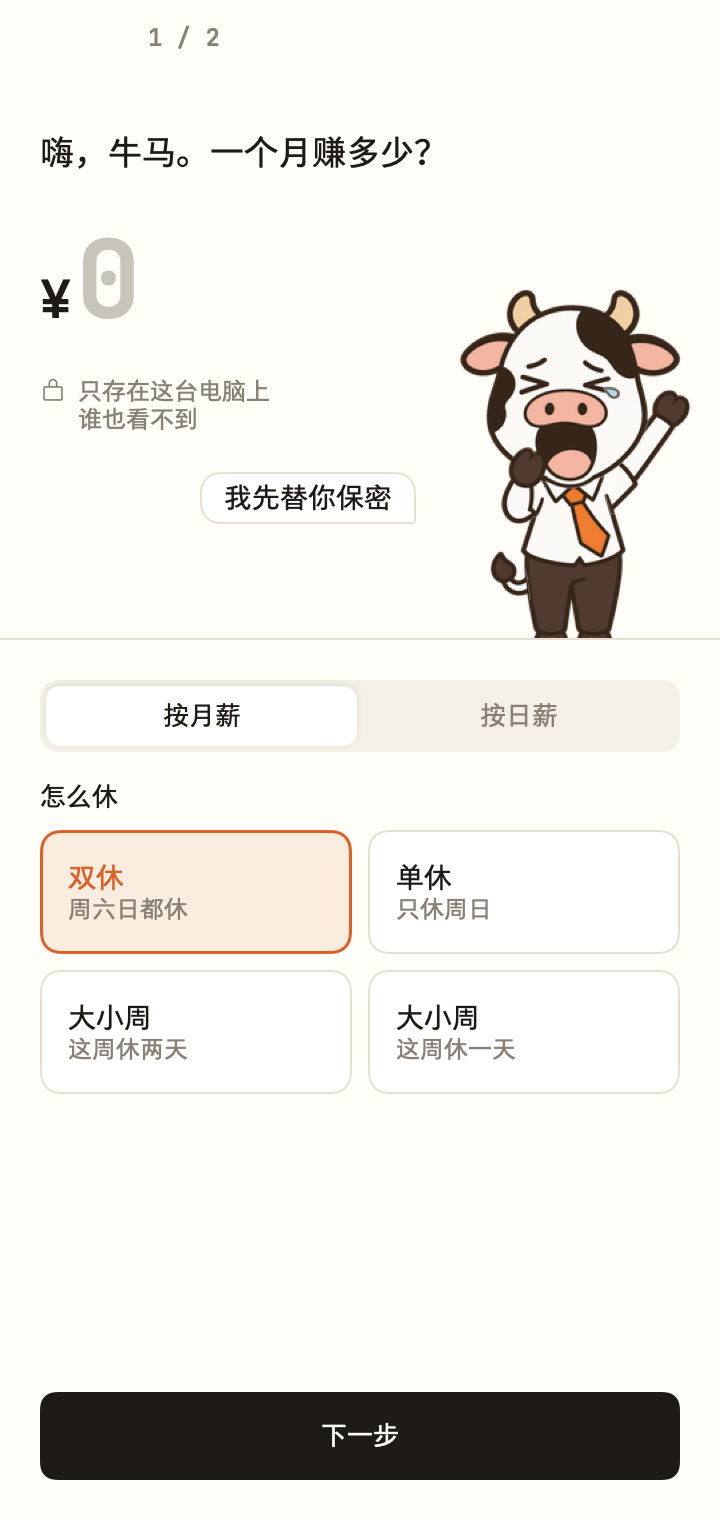 1 / 2
嗨，牛马。一个月赚多少？
¥0
只存在这台电脑上
谁也看不到
我先替你保密
按月薪
按日薪
怎么休
双休
周六日都休
单休
只休周日
大小周
这周休两天
大小周
这周休一天
下一步